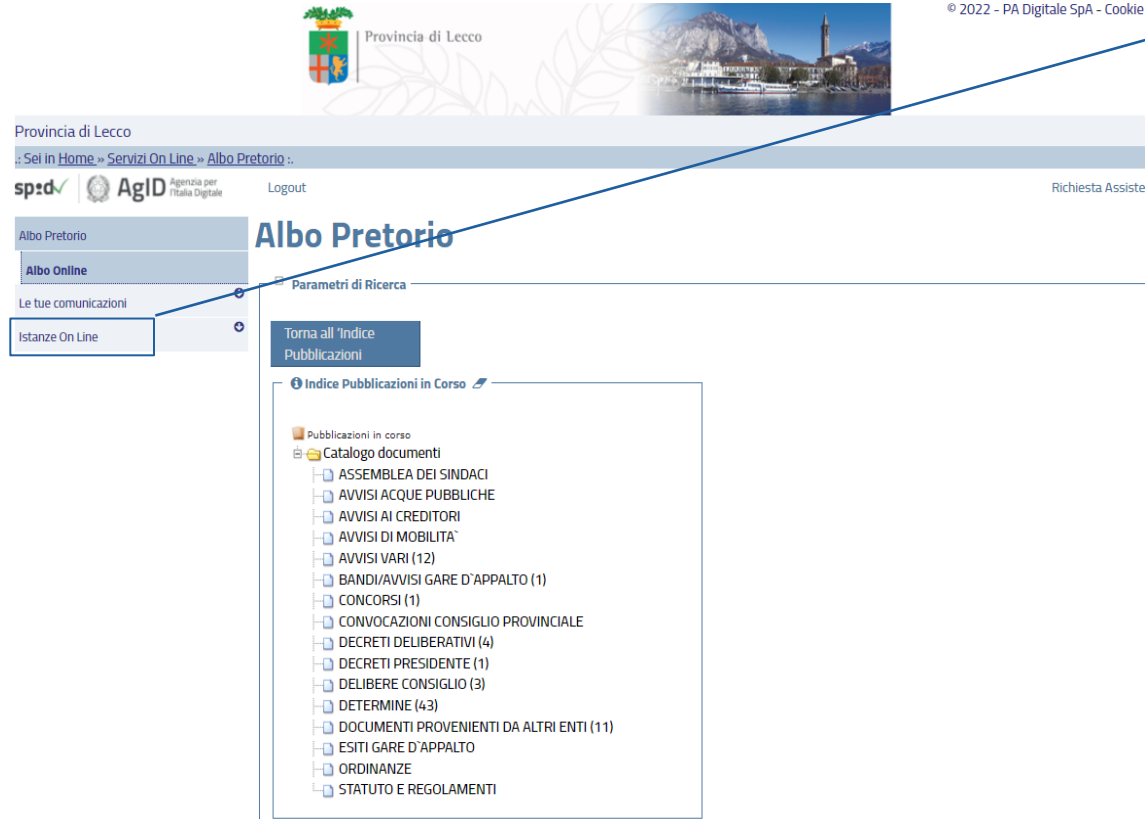 © 2022 - PA Digitale SpA - Cookie
Provincia di Lecco
Provincia di Lecco
.: Sei in Home » Servizi On Line » Albo Pretorio :.
sp:d AgID Agenzia per l'Italia Digitale
Logout
Richiesta Assiste
Albo Pretorio
Albo Online
Le tue comunicazioni
Istanze On Line
Albo Pretorio
Parametri di Ricerca
Torna all 'Indice
Pubblicazioni
Indice Pubblicazioni in Corso
Pubblicazioni in corso
Catalogo documenti
ASSEMBLEA DEI SINDACI
AVVISI ACQUE PUBBLICHE
AVVISI AI CREDITORI
AVVISI DI MOBILITA`
AVVISI VARI (12)
BANDI/AVVISI GARE D`APPALTO (1)
CONCORSI (1)
CONVOCAZIONI CONSIGLIO PROVINCIALE
DECRETI DELIBERATIVI (4)
DECRETI PRESIDENTE (1)
DELIBERE CONSIGLIO (3)
DETERMINE (43)
DOCUMENTI PROVENIENTI DA ALTRI ENTI (11)
ESITI GARE D`APPALTO
ORDINANZE
STATUTO E REGOLAMENTI